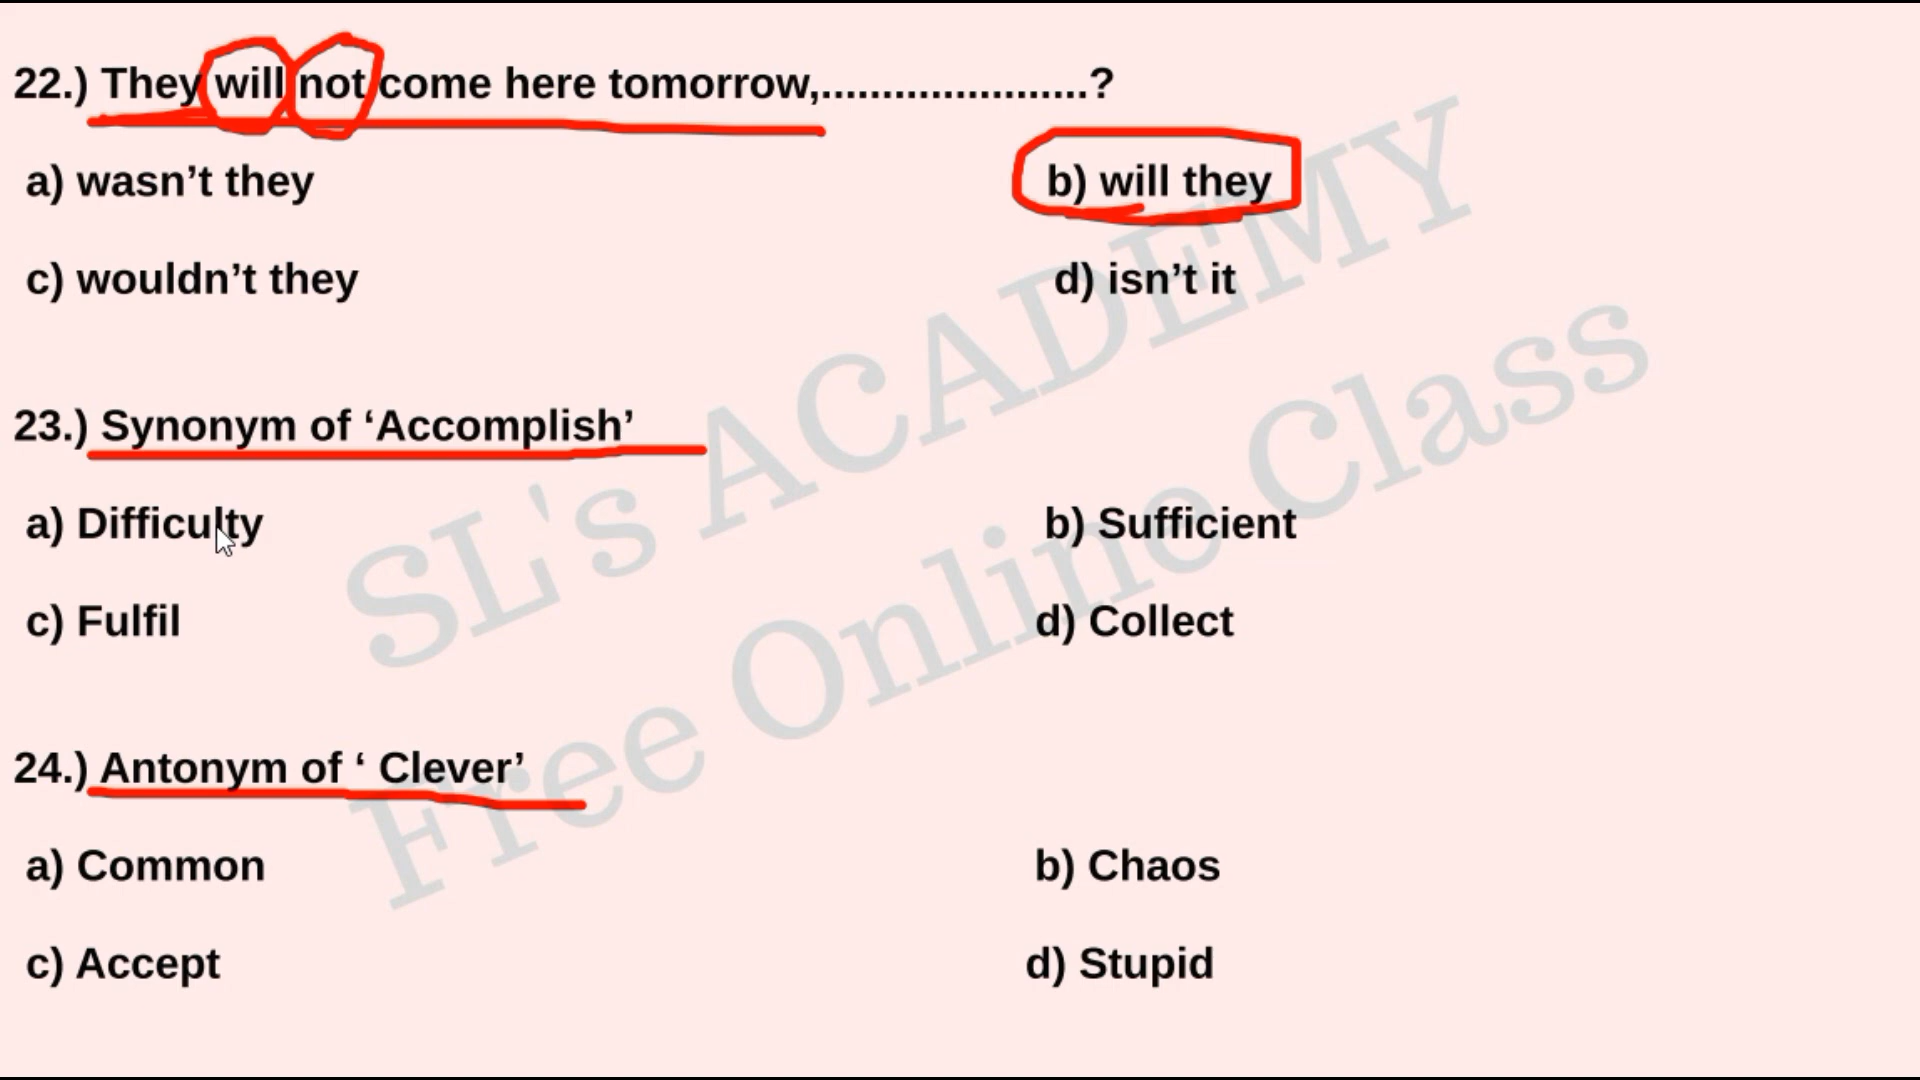 22.) They will not come here tomorrow,......................?
a) wasn’t they b) will they
c) wouldn’t they d) isn’t it
23.) Synonym of ‘Accomplish’
a) Difficulty b) Sufficient
c) Fulfil d) Collect
24.) Antonym of ‘ Clever’
a) Common b) Chaos
c) Accept d) Stupid
SL's ACADEMY
Free Online Class